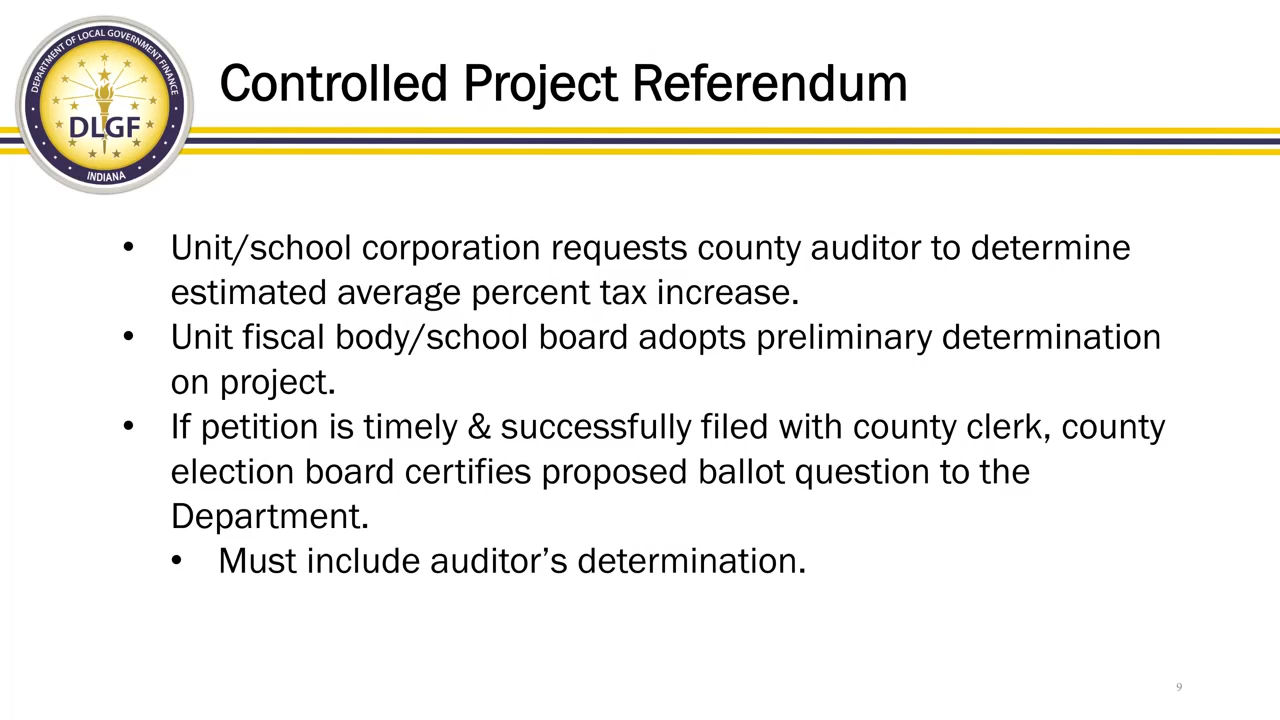 DEPARTMENT OF LOCAL GOVERNMENT FINANCE
DLGF
INDIANA
Controlled Project Referendum
• Unit/school corporation requests county auditor to determine
estimated average percent tax increase.
• Unit fiscal body/school board adopts preliminary determination
on project.
• If petition is timely & successfully filed with county clerk, county
election board certifies proposed ballot question to the
Department.
• Must include auditor’s determination.
9